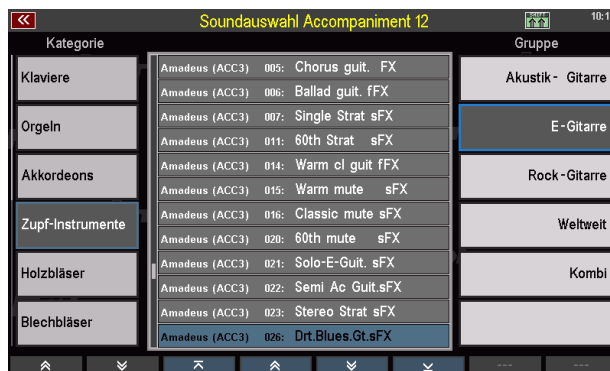 Soundauswahl Accompaniment 12
10:1
Kategorie
Gruppe
Klaviere
Orgeln
Akkordeons
Zupf-Instrumente
Holzbläser
Blechbläser
Amadeus (ACC3) 005: Chorus guit. FX
Amadeus (ACC3) 006: Ballad guit. fFX
Amadeus (ACC3) 007: Single Strat sFX
Amadeus (ACC3) 011: 60th Strat sFX
Amadeus (ACC3) 014: Warm cl guit fFX
Amadeus (ACC3) 015: Warm mute sFX
Amadeus (ACC3) 016: Classic mute sFX
Amadeus (ACC3) 020: 60th mute sFX
Amadeus (ACC3) 021: Solo-E-Guit. sFX
Amadeus (ACC3) 022: Semi Ac Guit.sFX
Amadeus (ACC3) 023: Stereo Strat sFX
Amadeus (ACC3) 026: Drt.Blues.Gt.sFX
Akustik- Gitarre
E-Gitarre
Rock-Gitarre
Weltweit
Kombi
--- ---